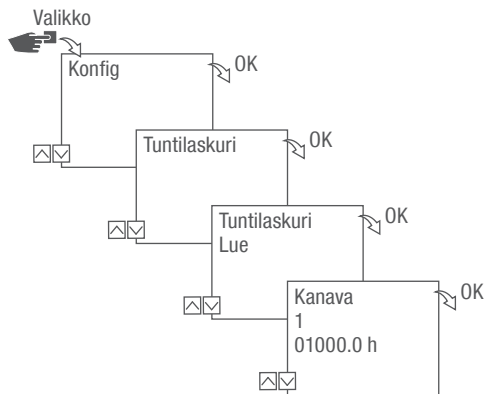 Valikko
Konfig
OK
Tuntilaskuri
OK
Tuntilaskuri
Lue
OK
Kanava
1
01000.0 h
OK